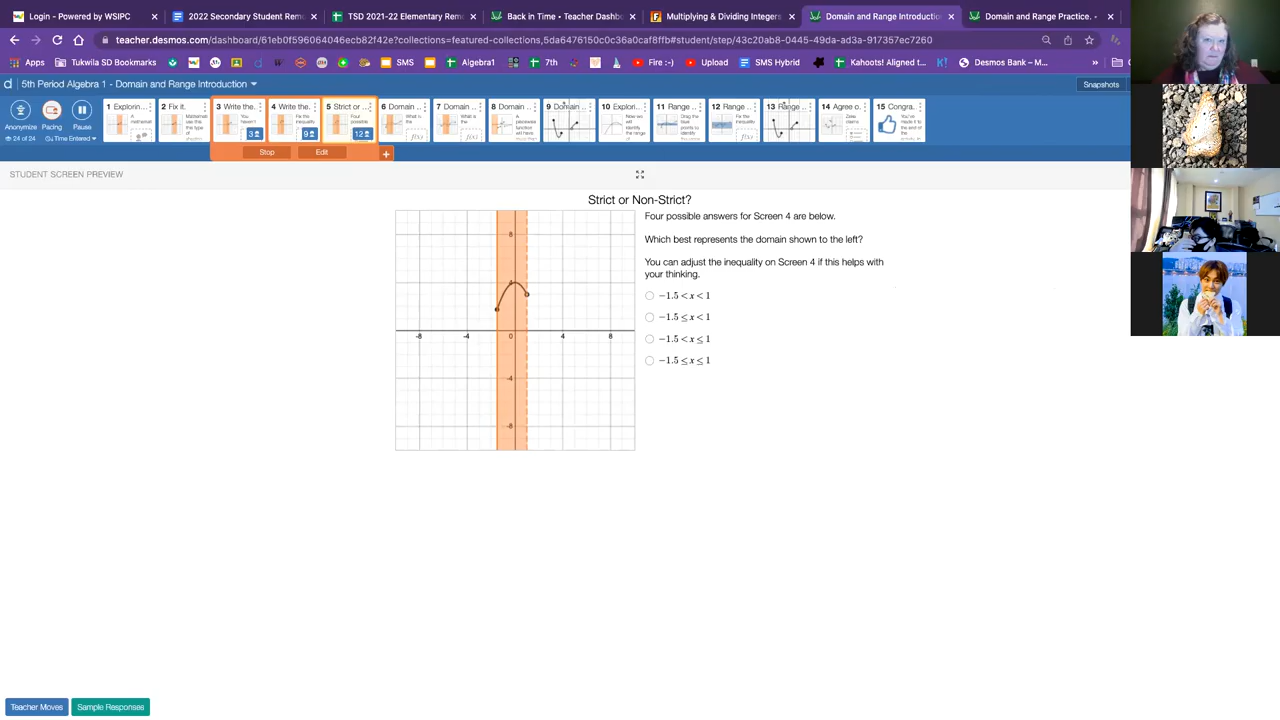 Login - Powered by WSIPC
2022 Secondary Student Rem
TSD 2021-22 Elementary Rem
Back in Time • Teacher Dashbo
Multiplying & Dividing Integers
Domain and Range Introduction
Domain and Range Practice. •
teacher.desmos.com/dashboard/61eb0f596064046ecb82f42e?collections=featured-collections,5da6476150c0c36a0caf8ffb#student/step/43c20ab8-0445-49da-ad3a-917357ec7260
Apps
Tukwila SD Bookmarks
SMS
Algebra1
7th
Fire :-)
Upload
SMS Hybrid
Kahoots! Aligned t...
Desmos Bank – M...
5th Period Algebra 1 - Domain and Range Introduction
Snapshots
Anonymize
Pacing
Pause
24 of 24
Time Entered
1 Explorin...
2 Fix it.
3 Write the.
4 Write the.
5 Strict or ...
6 Domain ..
7 Domain ..
8 Domain ..
9 Domain ..
10 Explori...
11 Range ..
12 Range ..
13 Range ..
14 Agree o.
15 Congra.
3
9
12
Stop
Edit
STUDENT SCREEN PREVIEW
Strict or Non-Strict?
Four possible answers for Screen 4 are below.
Which best represents the domain shown to the left?
You can adjust the inequality on Screen 4 if this helps with
your thinking.
−1.5 < x < 1
−1.5 ≤ x < 1
−1.5 < x ≤ 1
−1.5 ≤ x ≤ 1
8
4
-8
-4
0
4
8
-4
-8
Teacher Moves
Sample Responses